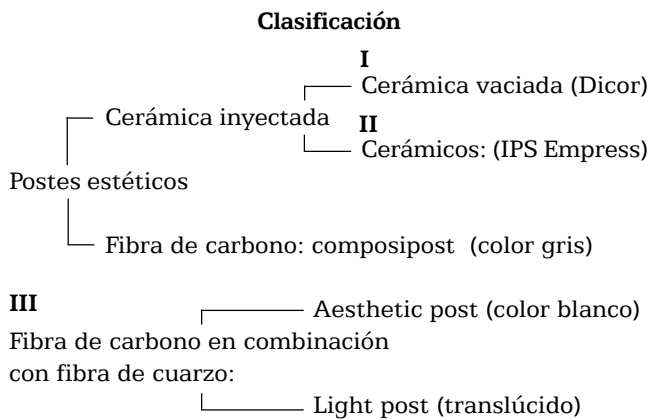 Clasificación
I
Cerámica vaciada (Dicor)
Cerámica inyectada
II
Cerámicos: (IPS Empress)
Postes estéticos
Fibra de carbono: composipost (color gris)
III
Aesthetic post (color blanco)
Fibra de carbono en combinación
con fibra de cuarzo:
Light post (translúcido)